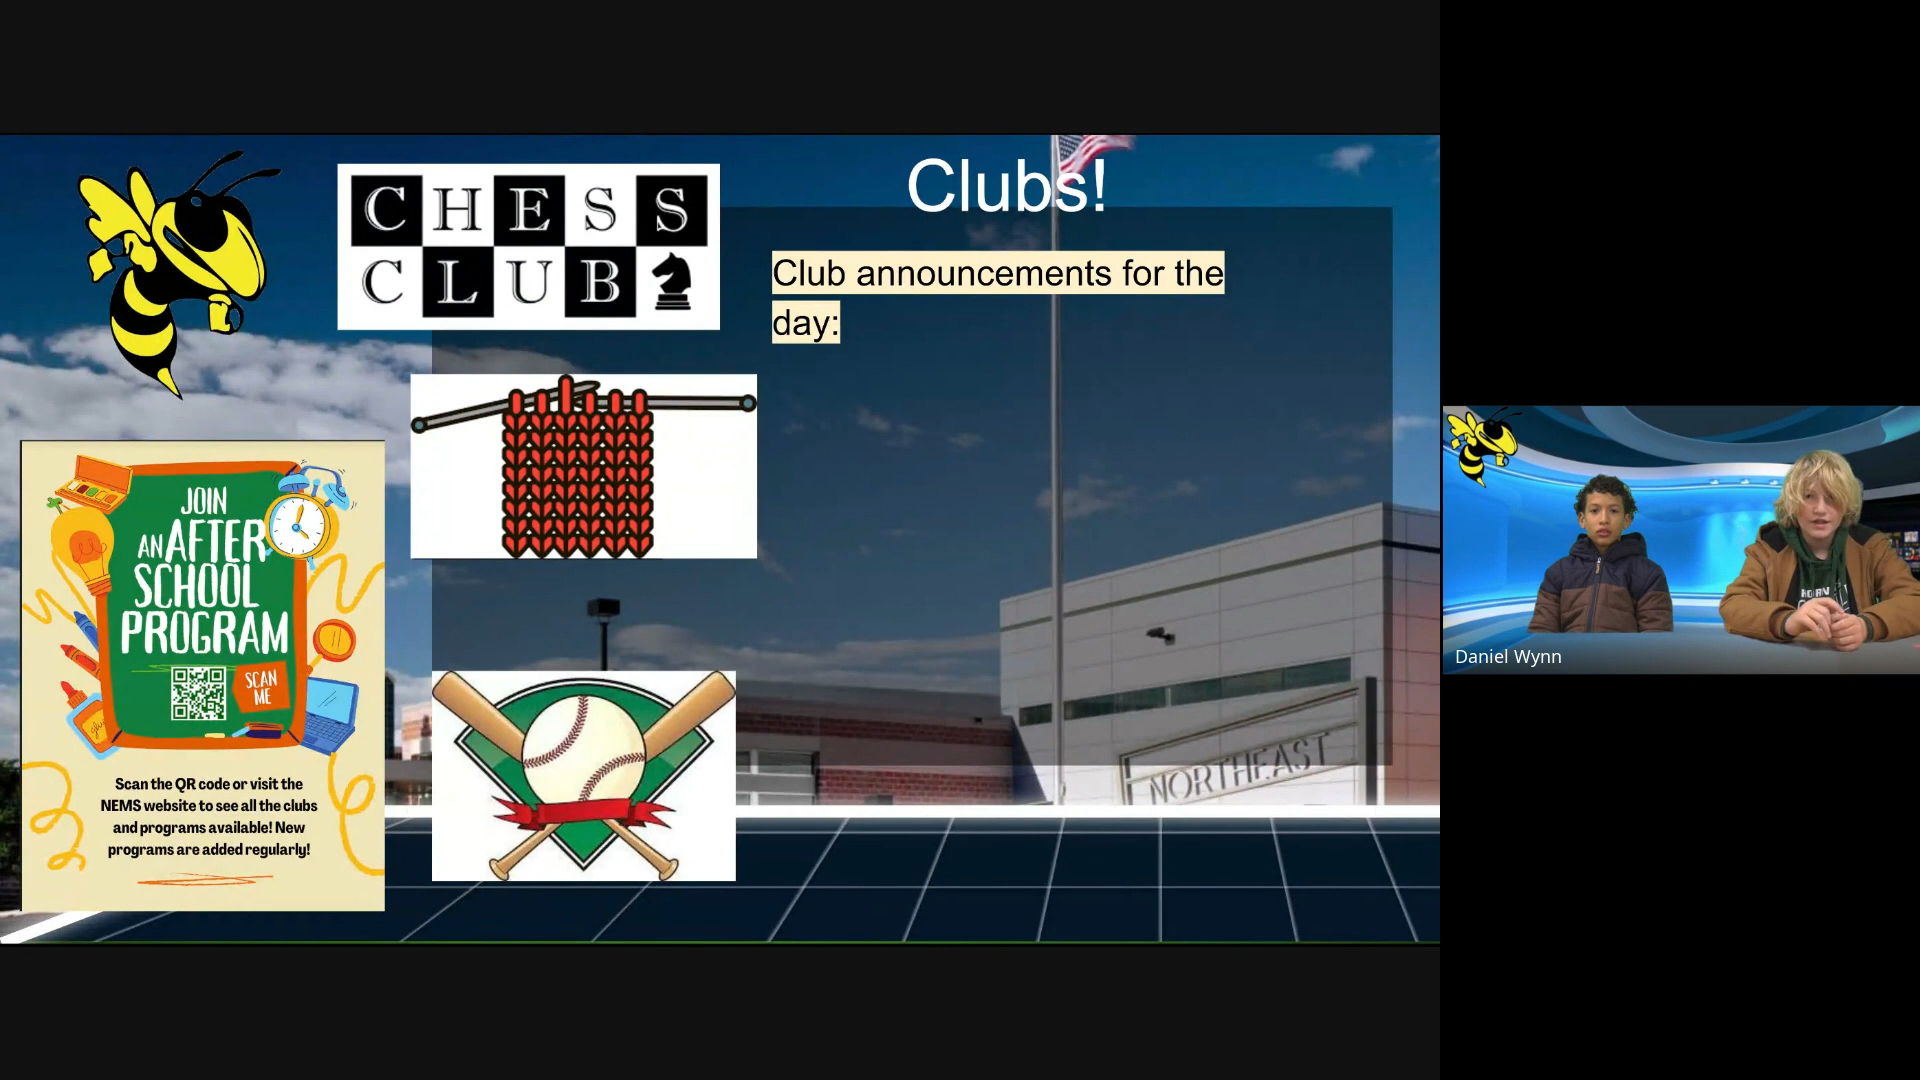 CHESS
CLUB
Clubs!
Club announcements for the
day:
JOIN
AN AFTER
SCHOOL
PROGRAM
SCAN
ME
glue
Scan the QR code or visit the
NEMS website to see all the clubs
and programs available! New
programs are added regularly!
NORTHEAST
Daniel Wynn